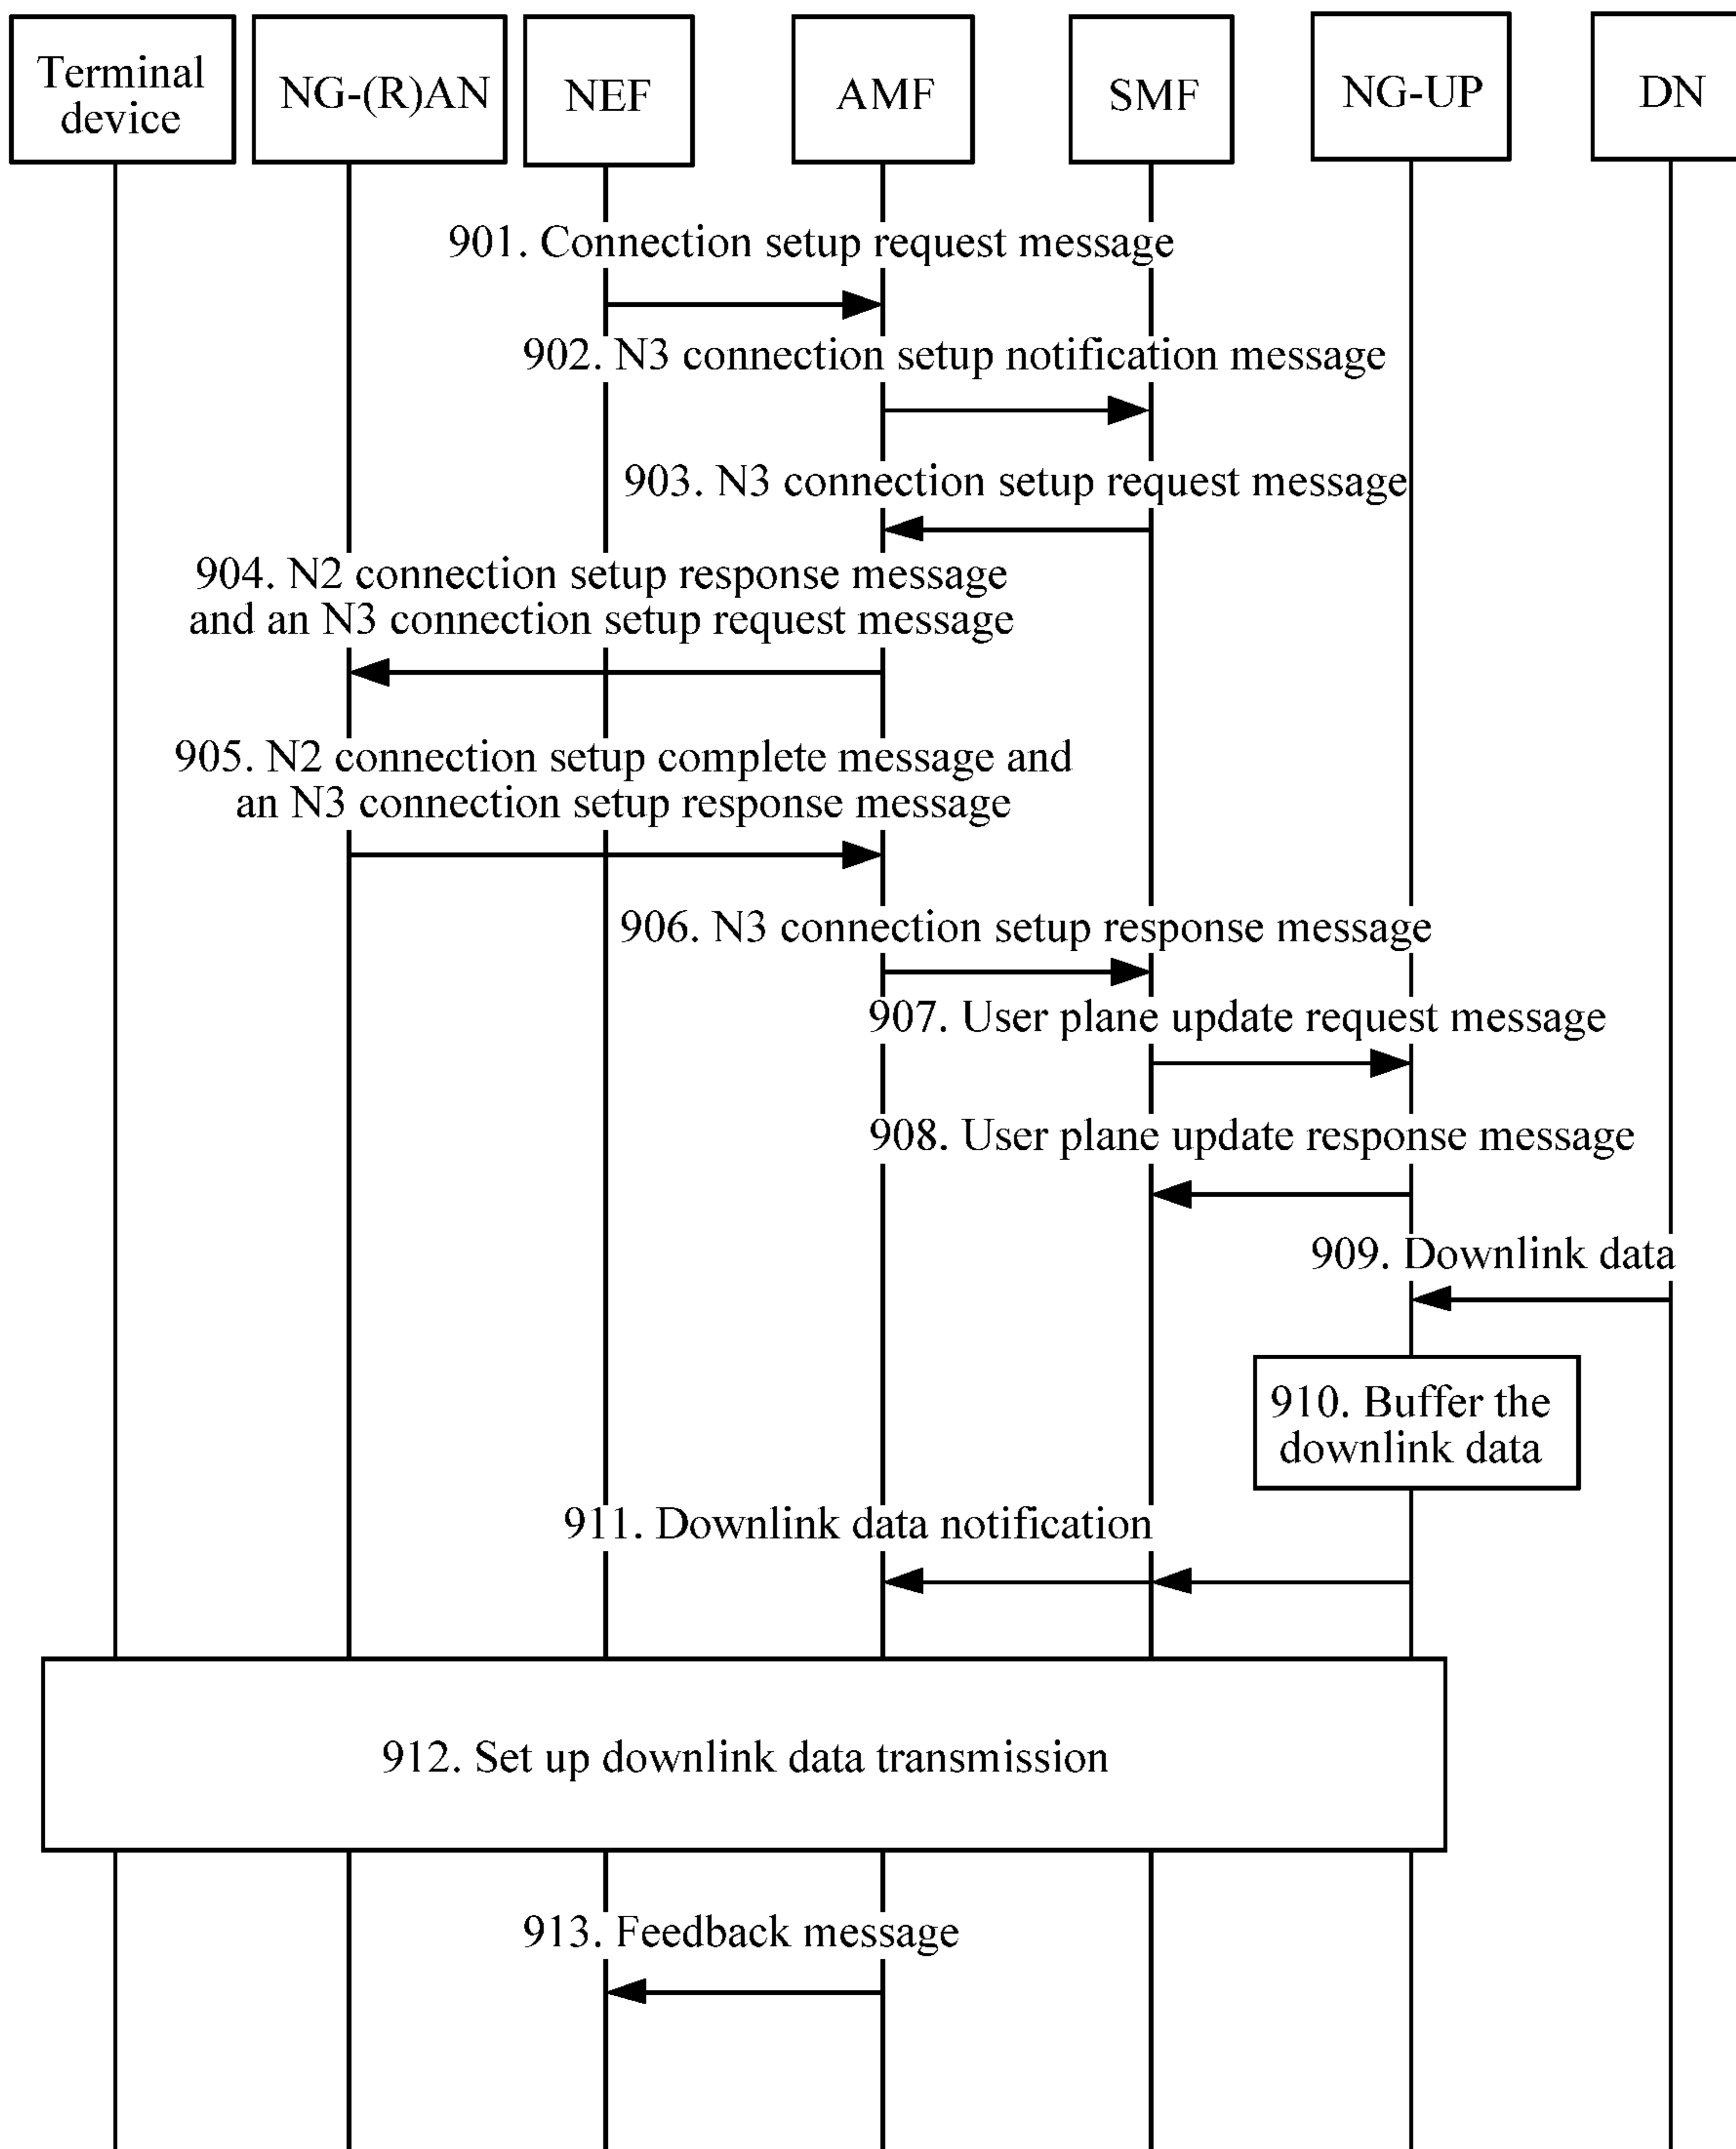 Terminal
device
NG-(R)AN
NEF
AMF
SMF
NG-UP
DN
901. Connection setup request message
902. N3 connection setup notification message
903. N3 connection setup request message
904. N2 connection setup response message
and an N3 connection setup request message
905. N2 connection setup complete message and
an N3 connection setup response message
906. N3 connection setup response message
907. User plane update request message
908. User plane update response message
909. Downlink data
910. Buffer the
downlink data
911. Downlink data notification
912. Set up downlink data transmission
913. Feedback message